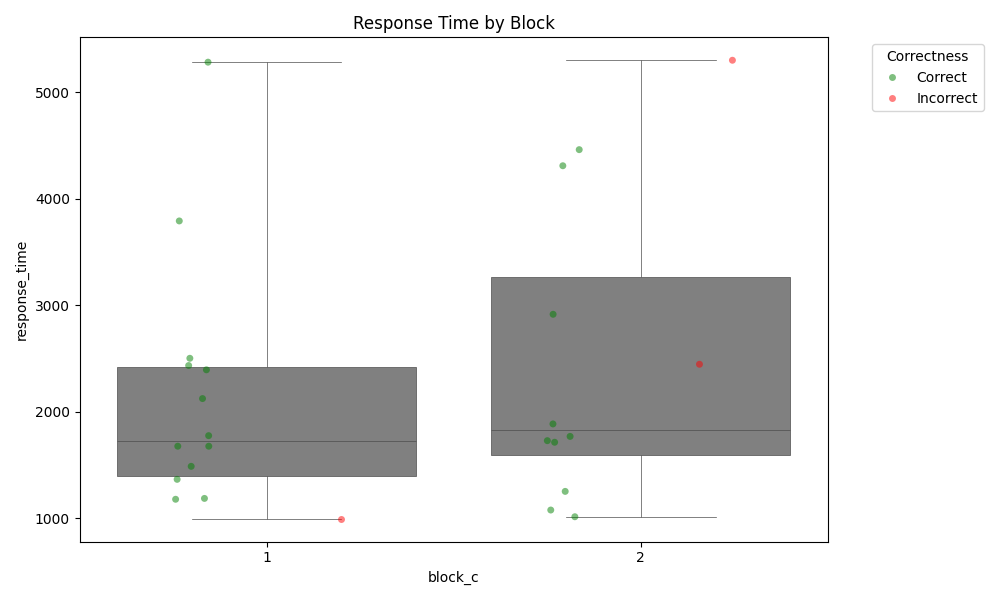 Response Time by Block
Correctness
Correct
Incorrect
5000
4000
3000
2000
1000
response_time
1
2
block_c